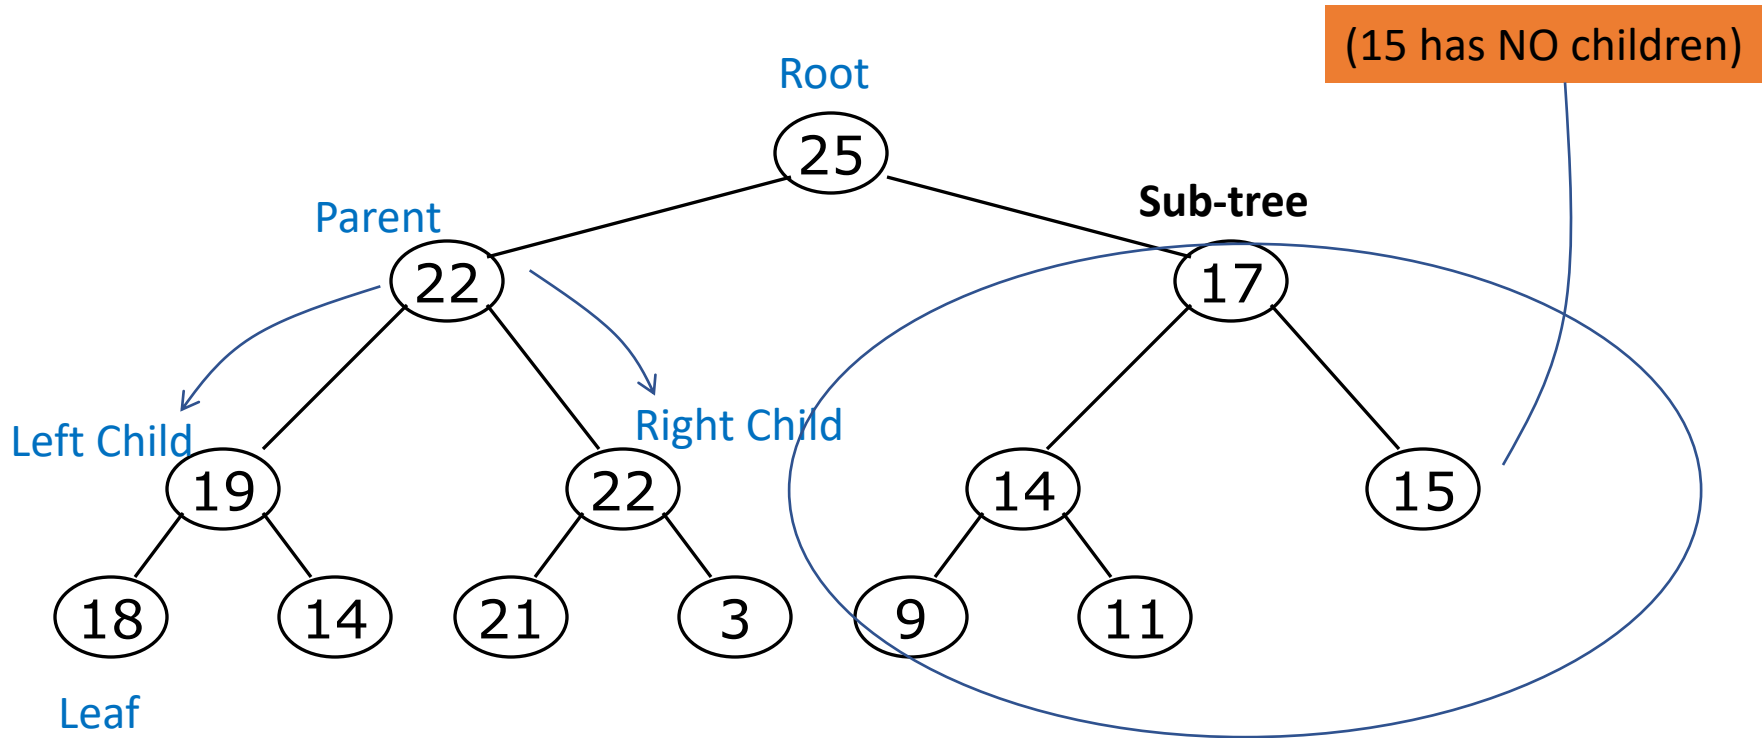 (15 has NO children)
Root
25
Sub-tree
Parent
22
17
Left Child
Right Child
19
22
14
15
18
14
21
3
9
11
Leaf